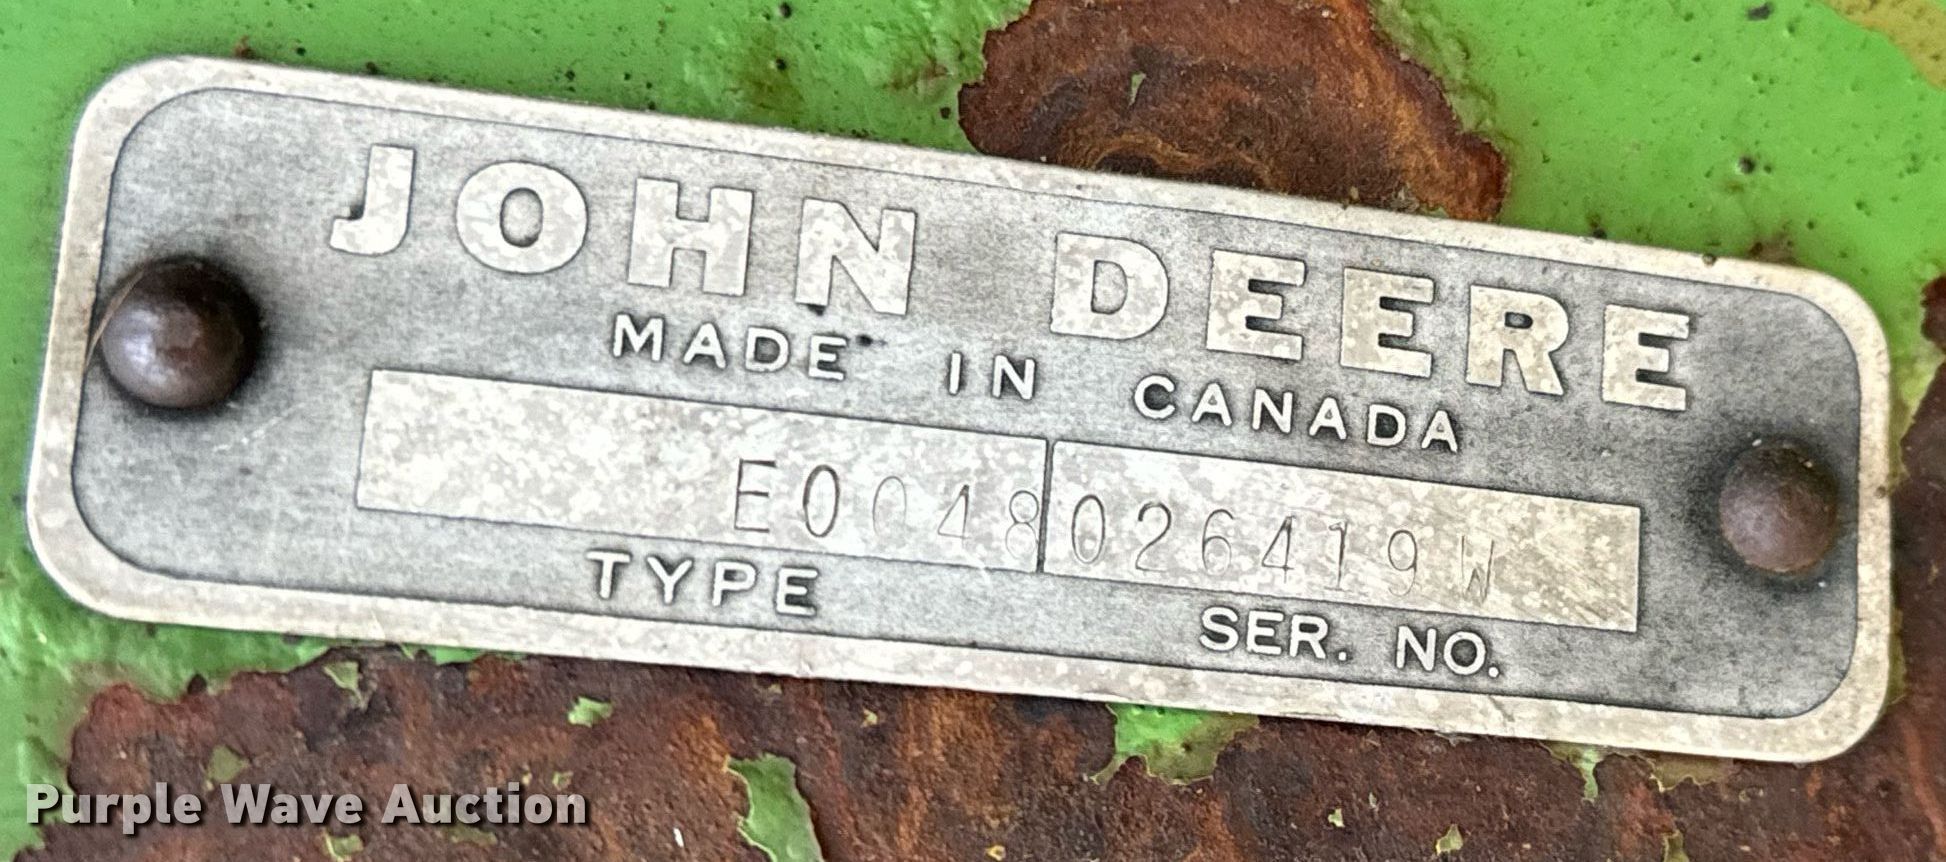 JOHN DEERE
MADE IN CANADA
E0048 026419W
TYPE SER. NO.
Purple Wave Auction